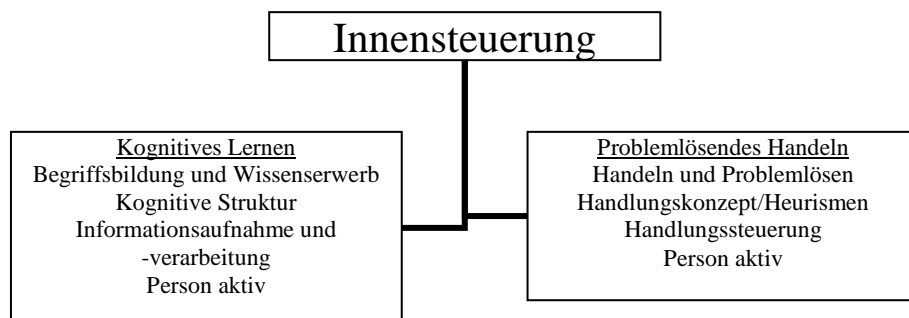 Innensteuerung
Kognitives Lernen
Begriffsbildung und Wissenserwerb
Kognitive Struktur
Informationsaufnahme und
-verarbeitung
Person aktiv
Problemlösendes Handeln
Handeln und Problemlösen
Handlungskonzept/Heurismen
Handlungssteuerung
Person aktiv